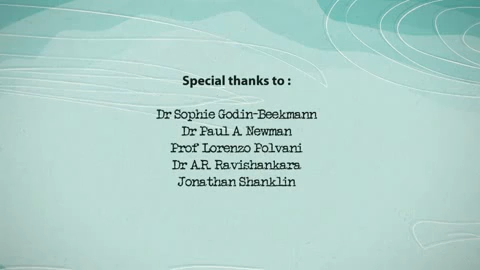 Special thanks to :
Dr Sophie Godin-Beekmann
Dr Paul A. Newman
Prof Lorenzo Polvani
Dr A.R. Ravishankara
Jonathan Shanklin